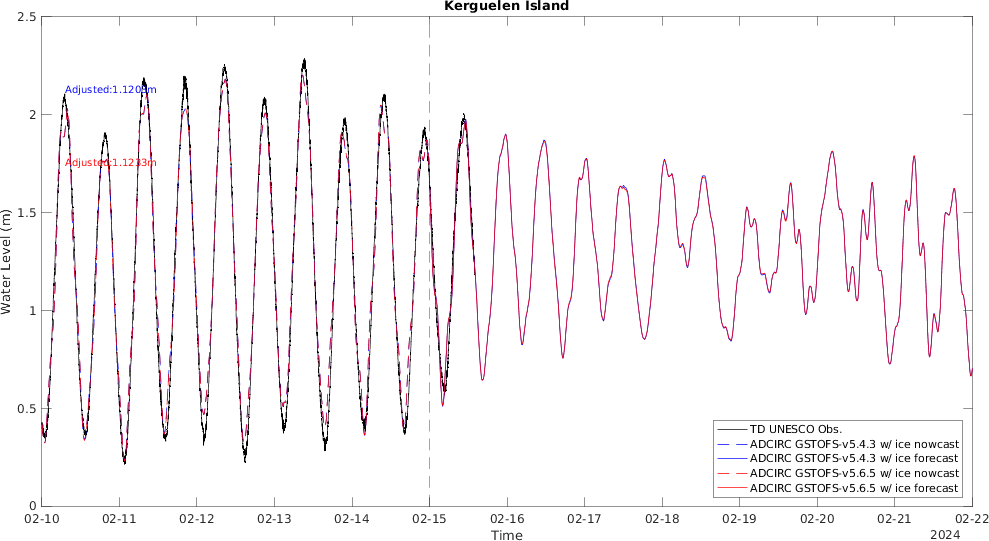 Kerguelen Island
2.5
2
1.5
1
0.5
0
Water Level (m)
Adjusted:1.1209m
Adjusted:1.1233m
TD UNESCO Obs.
ADCIRC GSTOFS-v5.4.3 w/ ice nowcast
ADCIRC GSTOFS-v5.4.3 w/ ice forecast
ADCIRC GSTOFS-v5.6.5 w/ ice nowcast
ADCIRC GSTOFS-v5.6.5 w/ ice forecast
02-10 02-11 02-12 02-13 02-14 02-15 02-16 02-17 02-18 02-19 02-20 02-21 02-22
Time
2024